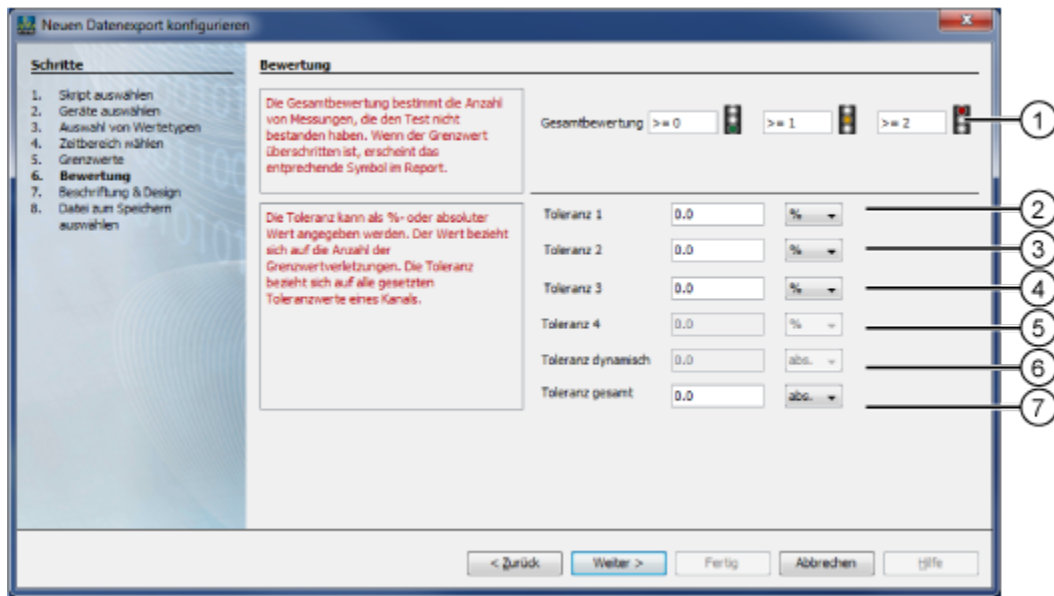 Neuen Datenexport konfigurieren
Schritte
1. Skript auswählen
2. Geräte auswählen
3. Auswahl von Wertetypen
4. Zeitbereich wählen
5. Grenzwerte
6. Bewertung
7. Beschriftung & Design
8. Datei zum Speichern
auswählen
Bewertung
Die Gesamtbewertung bestimmt die Anzahl
von Messungen, die den Test nicht
bestanden haben. Wenn der Grenzwert
überschritten ist, erscheint das
entprechende Symbol im Report.
Gesamtbewertung >= 0 >= 1 >= 2
1
Die Toleranz kann als %- oder absoluter
Wert angegeben werden. Der Wert bezieht
sich auf die Anzahl der
Grenzwertverletzungen. Die Toleranz
bezieht sich auf alle gesetzten
Toleranzwerte eines Kanals.
Toleranz 1 0.0 % 2
Toleranz 2 0.0 % 3
Toleranz 3 0.0 % 4
Toleranz 4 0.0 % 5
Toleranz dynamisch 0.0 abs. 6
Toleranz gesamt 0.0 abs. 7
< Zurück Weiter > Fertig Abbrechen Hilfe